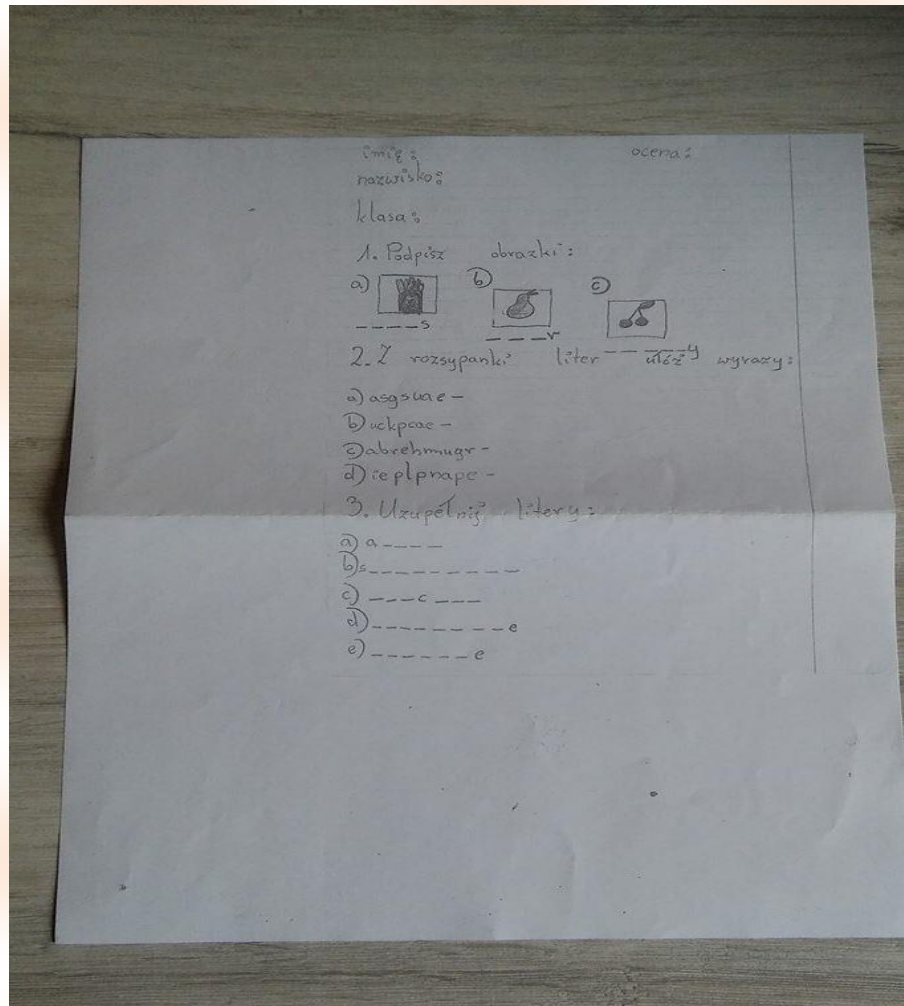 imię: ocena:
nazwisko:
klasa:
1. Podpisz obrazki:
a) b) c)
_ _ _ _ s _ _ _ r _ _ _ _ _ y
2. Z rozsypanki liter ułóż wyrazy:
a) asgsuae -
b) uckpcae -
c) abrehmugr -
d) ieplpnape -
3. Uzupełnij litery:
a) a _ _ _ _
b) s _ _ _ _ _ _ _ _ _
c) _ _ _ c _ _ _
d) _ _ _ _ _ _ _ _ e
e) _ _ _ _ _ _ e